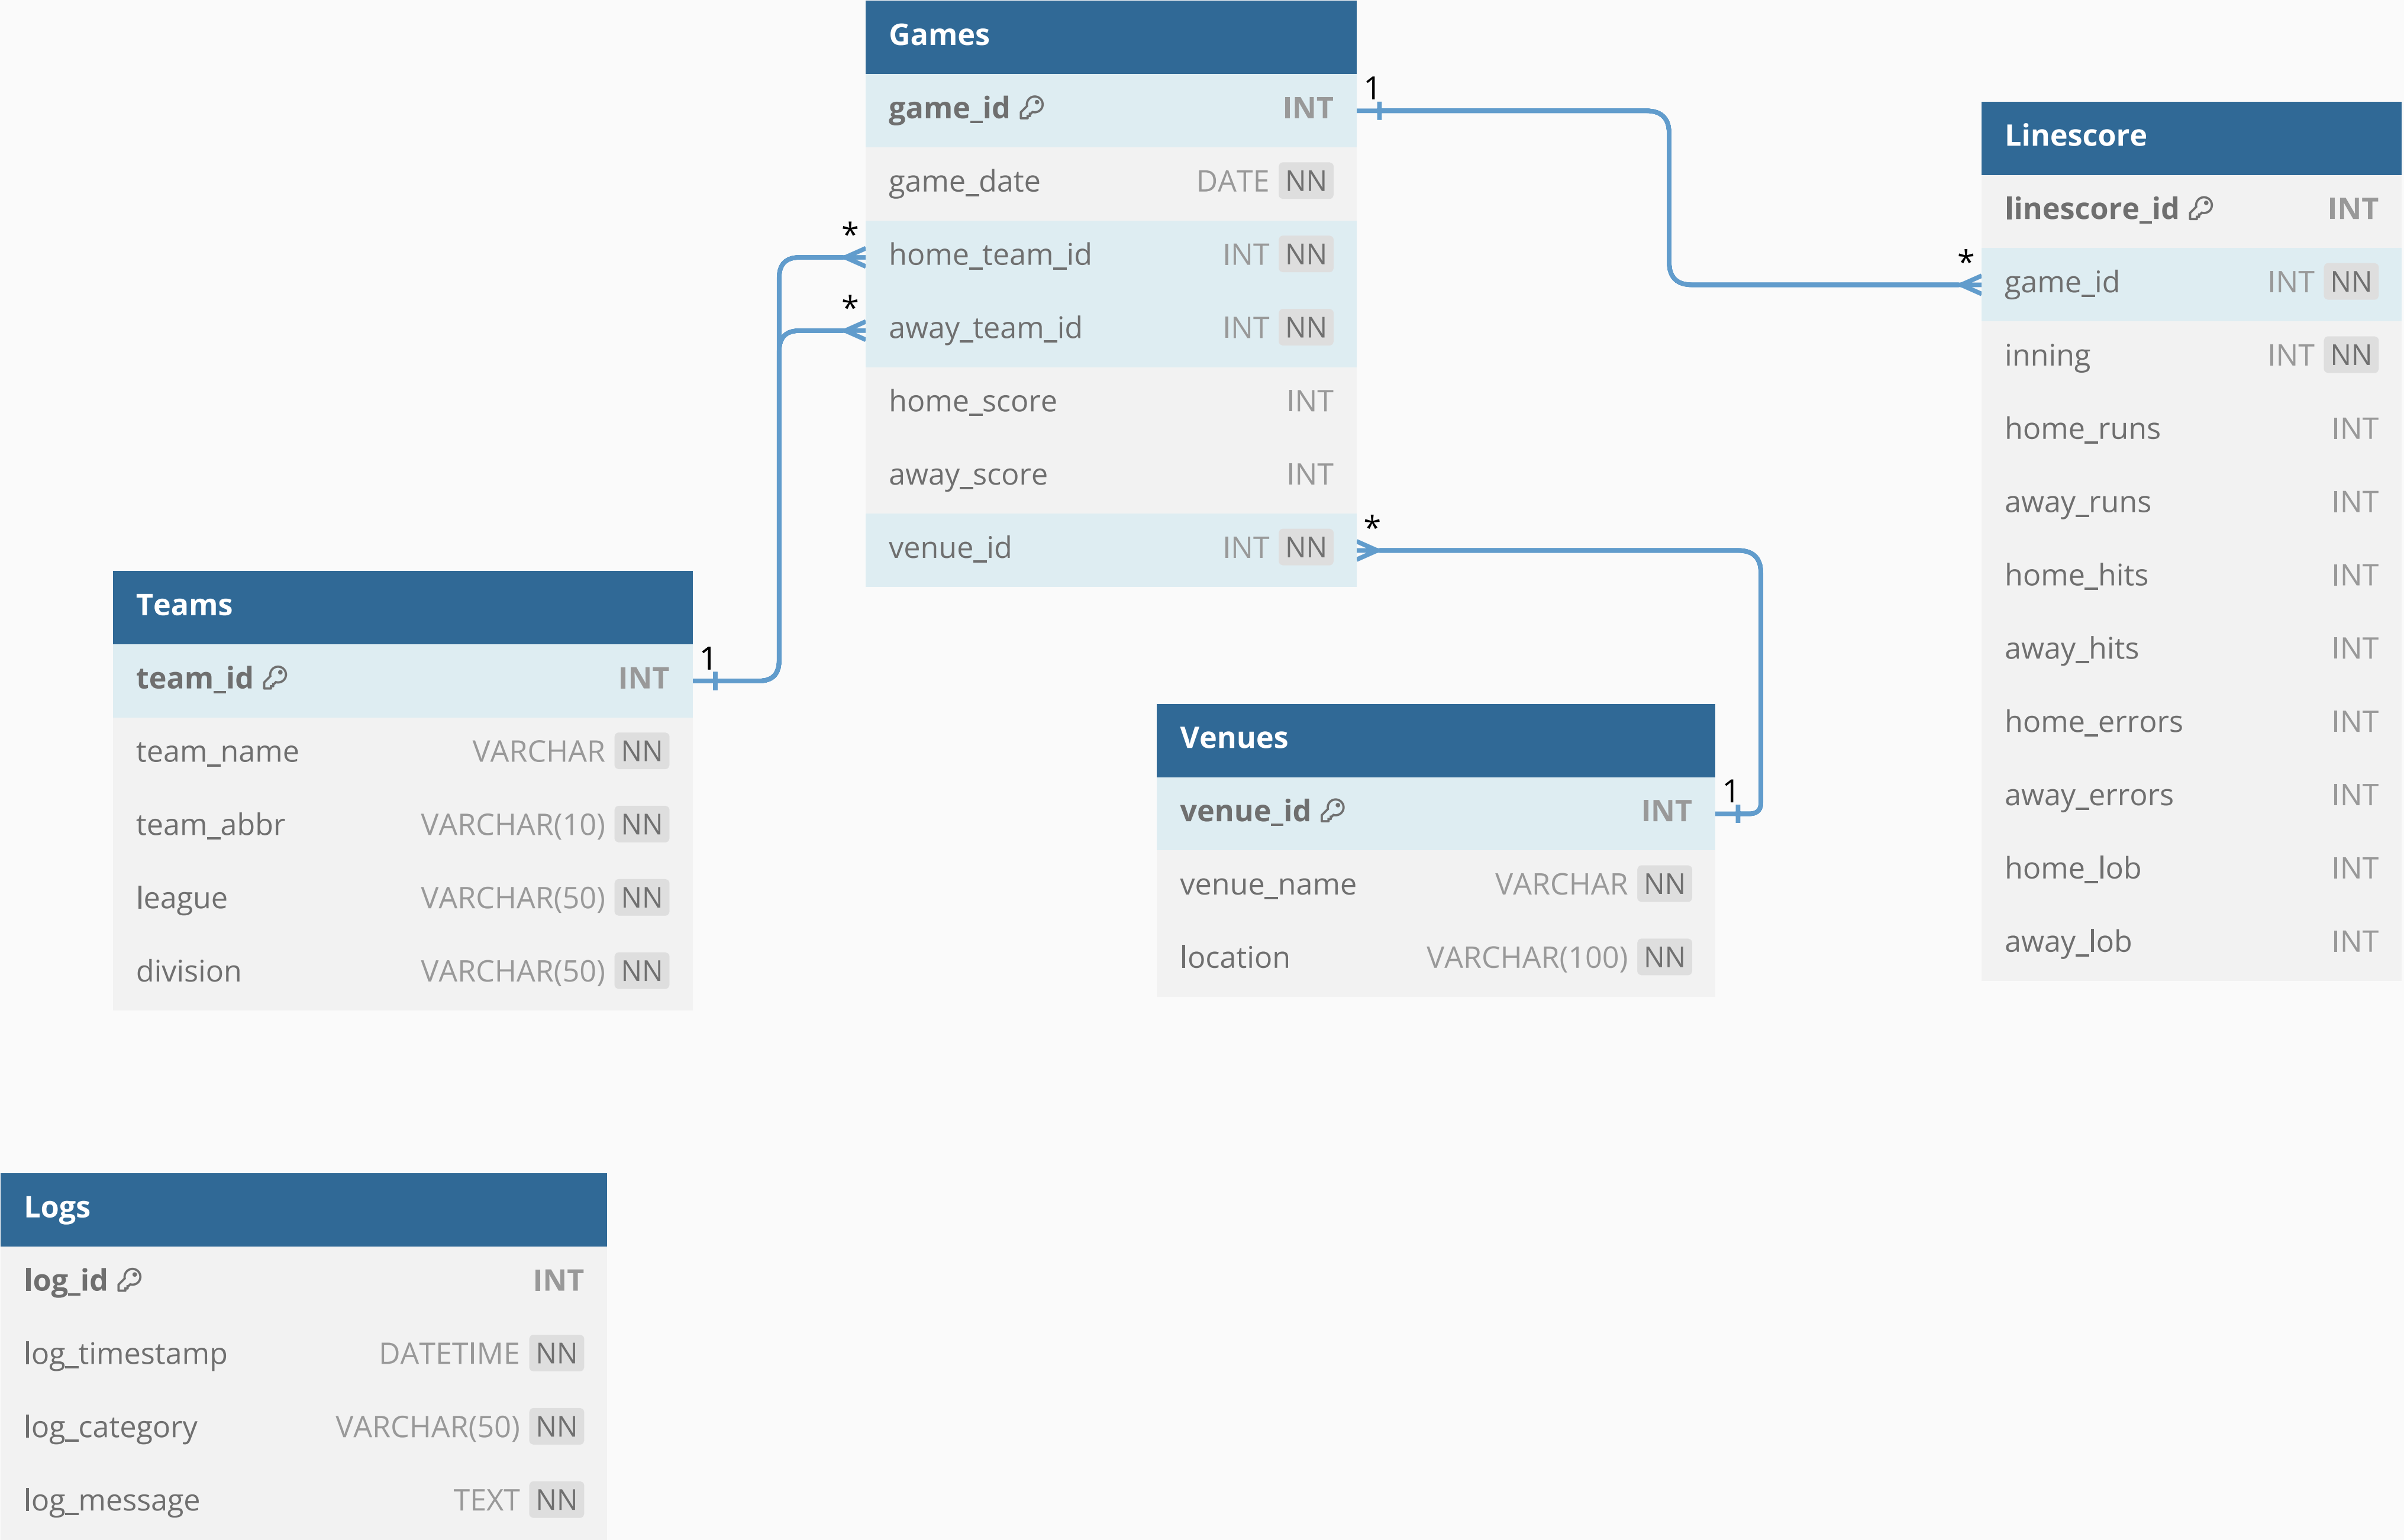 Games
game_id INT
game_date DATE NN
home_team_id INT NN
away_team_id INT NN
home_score INT
away_score INT
venue_id INT NN
1
*
*
*
Linescore
linescore_id INT
game_id INT NN
inning INT NN
home_runs INT
away_runs INT
home_hits INT
away_hits INT
home_errors INT
away_errors INT
home_lob INT
away_lob INT
*
Teams
team_id INT
team_name VARCHAR NN
team_abbr VARCHAR(10) NN
league VARCHAR(50) NN
division VARCHAR(50) NN
1
Venues
venue_id INT
venue_name VARCHAR NN
location VARCHAR(100) NN
1
Logs
log_id INT
log_timestamp DATETIME NN
log_category VARCHAR(50) NN
log_message TEXT NN